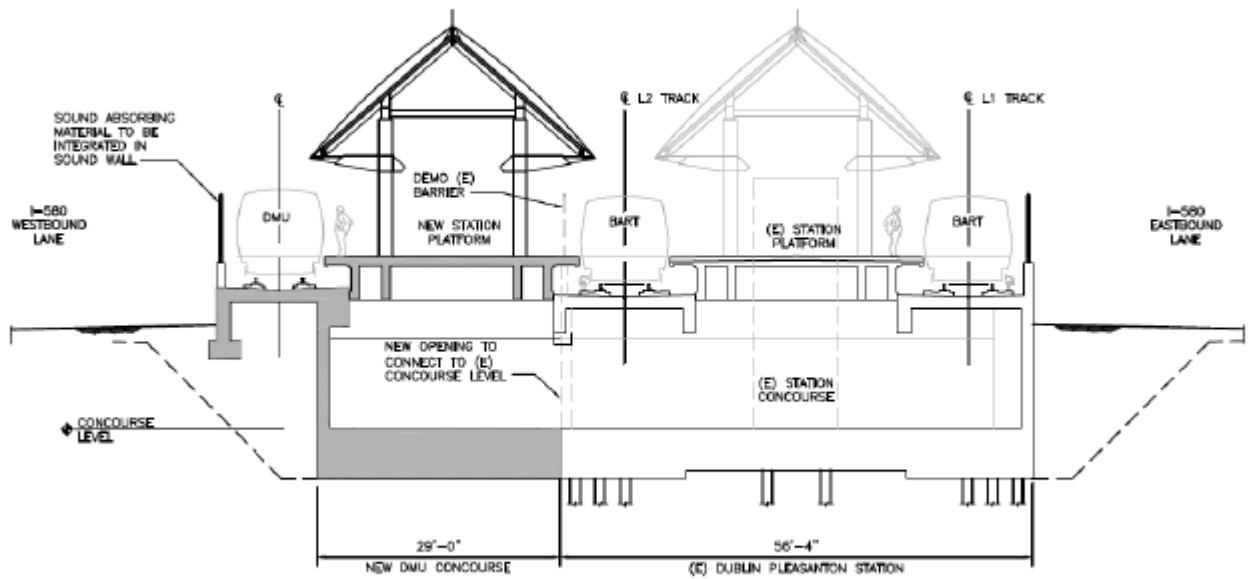 ℄
℄ L2 TRACK
℄ L1 TRACK
SOUND ABSORBING
MATERIAL TO BE
INTEGRATED IN
SOUND WALL
DEMO (E)
BARRIER
I-580
WESTBOUND
LANE
DMU
NEW STATION
PLATFORM
BART
(E) STATION
PLATFORM
BART
I-580
EASTBOUND
LANE
NEW OPENING TO
CONNECT TO (E)
CONCOURSE LEVEL
(E) STATION
CONCOURSE
CONCOURSE
LEVEL
29'-0"
NEW DMU CONCOURSE
56'-4"
(E) DUBLIN PLEASANTON STATION